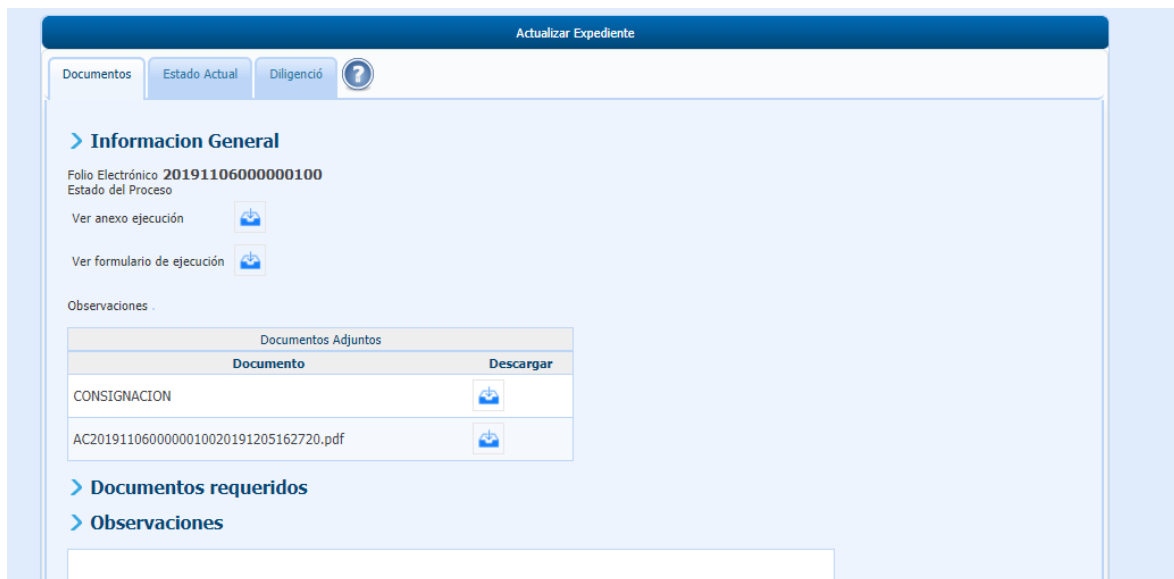 Actualizar Expediente
Documentos Estado Actual Diligenció ?
Informacion General
Folio Electrónico 20191106000000100
Estado del Proceso
Ver anexo ejecución
Ver formulario de ejecución
Observaciones .
Documentos Adjuntos
Documento Descargar
CONSIGNACION
AC2019110600000010020191205162720.pdf
Documentos requeridos
Observaciones